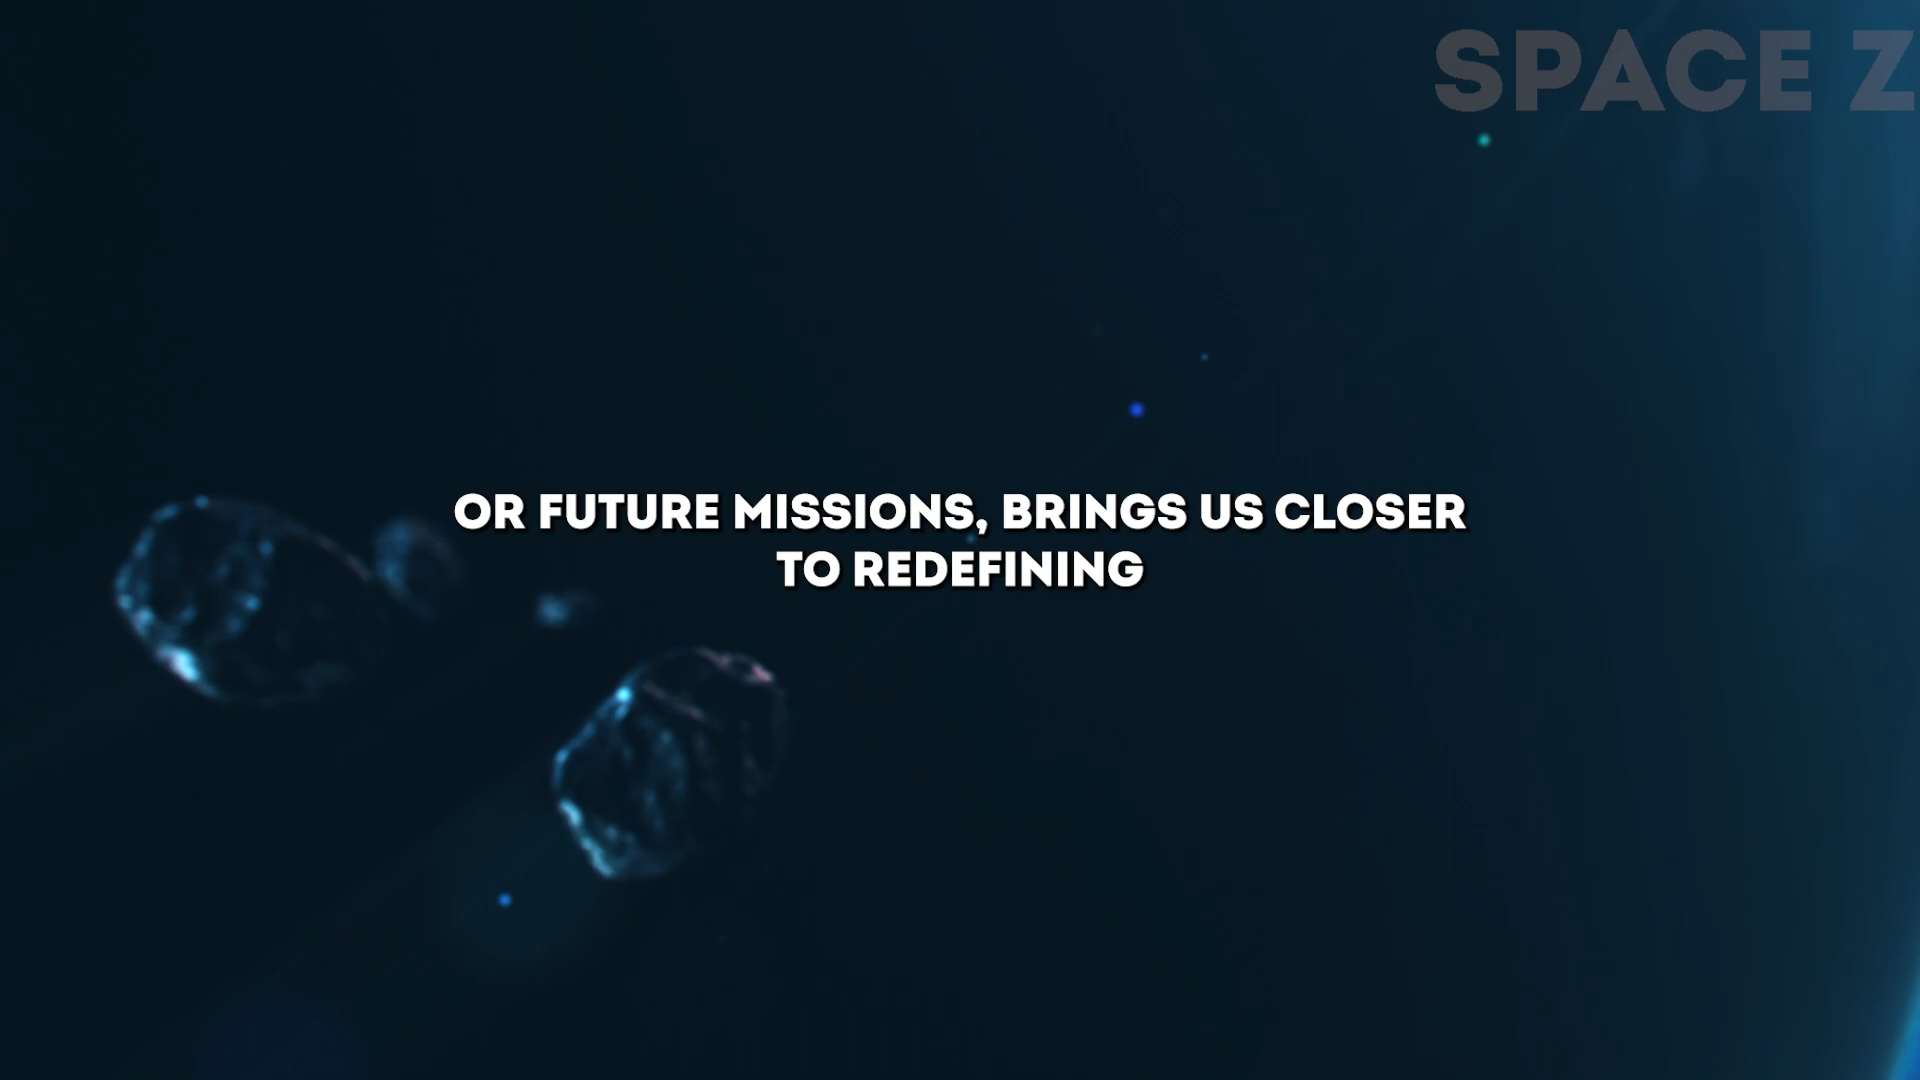 SPACE Z
OR FUTURE MISSIONS, BRINGS US CLOSER
TO REDEFINING